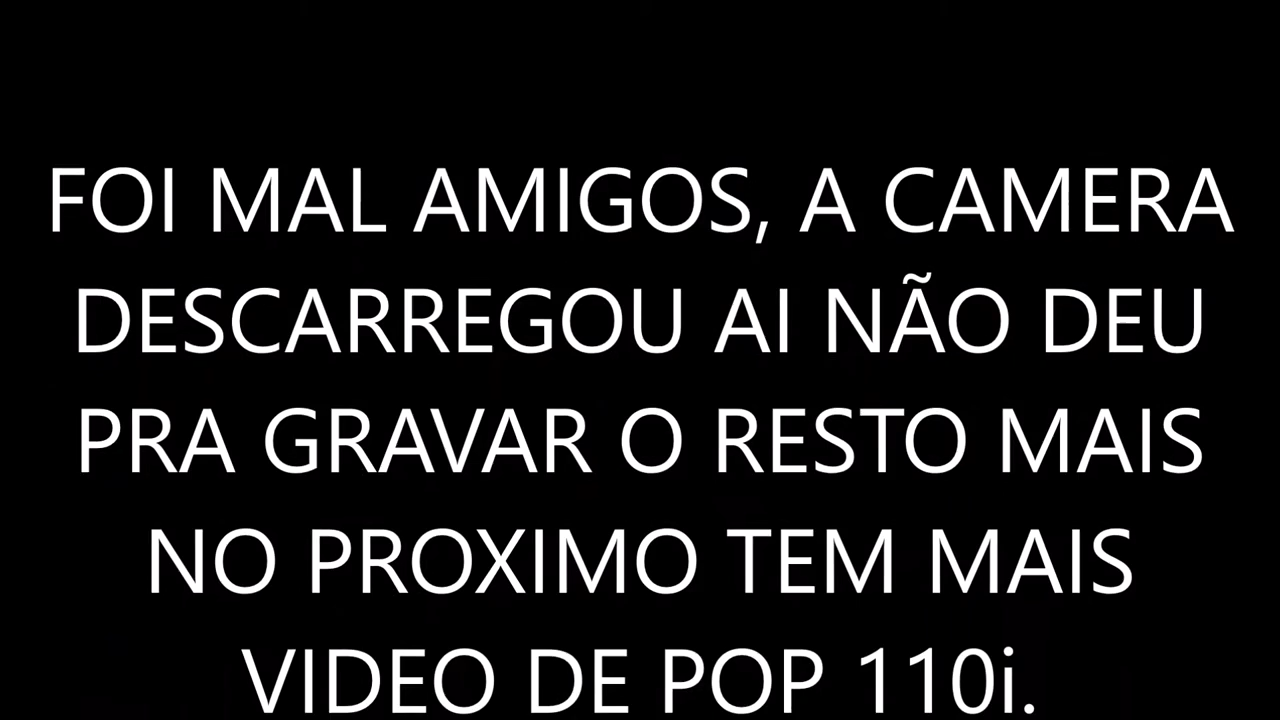 FOI MAL AMIGOS, A CAMERA
DESCARREGOU AI NÃO DEU
PRA GRAVAR O RESTO MAIS
NO PROXIMO TEM MAIS
VIDEO DE POP 110i.